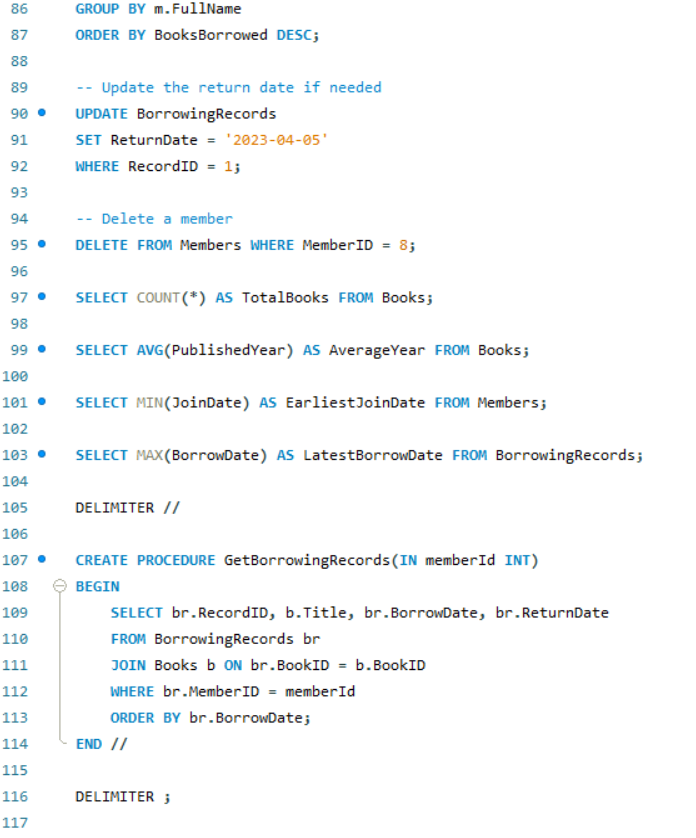 86 GROUP BY m.FullName
87 ORDER BY BooksBorrowed DESC;
88
89 -- Update the return date if needed
90 UPDATE BorrowingRecords
91 SET ReturnDate = '2023-04-05'
92 WHERE RecordID = 1;
93
94 -- Delete a member
95 DELETE FROM Members WHERE MemberID = 8;
96
97 SELECT COUNT(*) AS TotalBooks FROM Books;
98
99 SELECT AVG(PublishedYear) AS AverageYear FROM Books;
100
101 SELECT MIN(JoinDate) AS EarliestJoinDate FROM Members;
102
103 SELECT MAX(BorrowDate) AS LatestBorrowDate FROM BorrowingRecords;
104
105 DELIMITER //
106
107 CREATE PROCEDURE GetBorrowingRecords(IN memberId INT)
108 BEGIN
109 SELECT br.RecordID, b.Title, br.BorrowDate, br.ReturnDate
110 FROM BorrowingRecords br
111 JOIN Books b ON br.BookID = b.BookID
112 WHERE br.MemberID = memberId
113 ORDER BY br.BorrowDate;
114 END //
115
116 DELIMITER ;
117